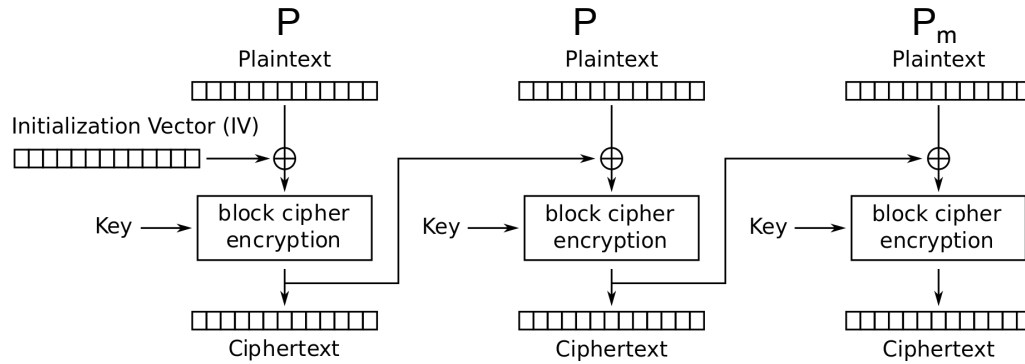 P
P
Pₘ
Plaintext
Plaintext
Plaintext
Initialization Vector (IV)
Key
block cipher
encryption
Key
block cipher
encryption
Key
block cipher
encryption
Ciphertext
Ciphertext
Ciphertext